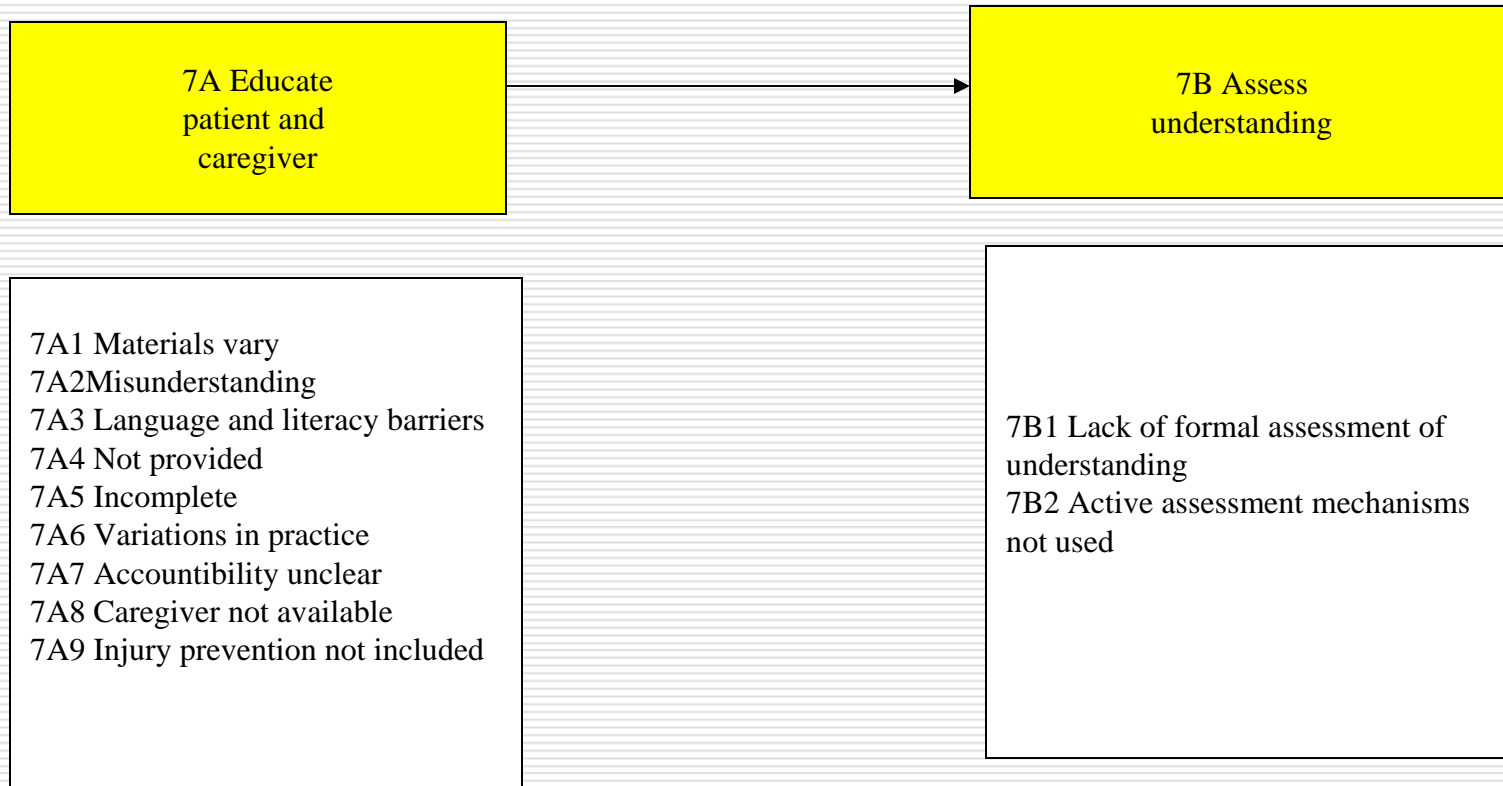 7A Educate
patient and
caregiver
7B Assess
understanding
7A1 Materials vary
7A2Misunderstanding
7A3 Language and literacy barriers
7A4 Not provided
7A5 Incomplete
7A6 Variations in practice
7A7 Accountibility unclear
7A8 Caregiver not available
7A9 Injury prevention not included
7B1 Lack of formal assessment of
understanding
7B2 Active assessment mechanisms
not used